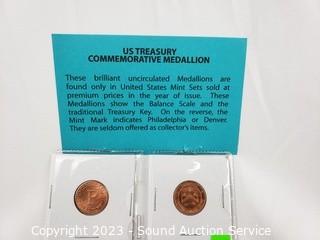 US TREASURY
COMMEMORATIVE MEDALLION
These brilliant uncirculated Medallions are
found only in United States Mint Sets sold at
premium prices in the year of issue. These
Medallions show the Balance Scale and the
traditional Treasury Key. On the reverse, the
Mint Mark indicates Philadelphia or Denver.
They are seldom offered as collector's items.
Copyright 2023 - Sound Auction Service